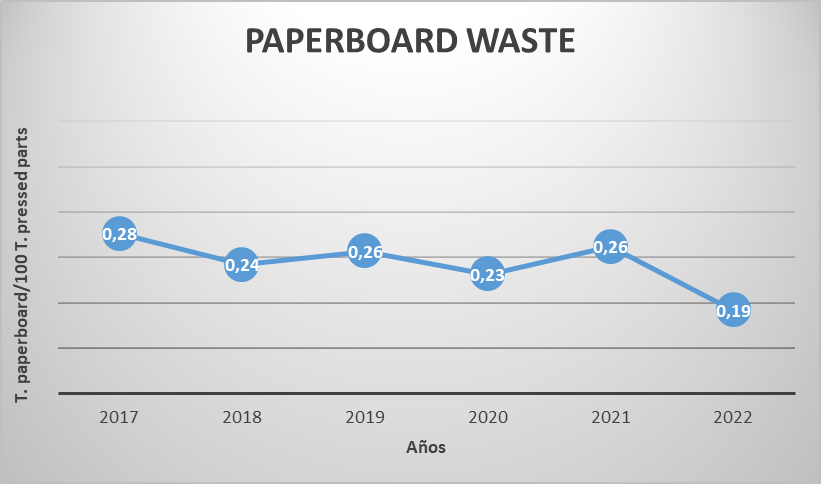 PAPERBOARD WASTE
T. paperboard/100 T. pressed parts
0,28
0,24
0,26
0,23
0,26
0,19
2017 2018 2019 2020 2021 2022
Años